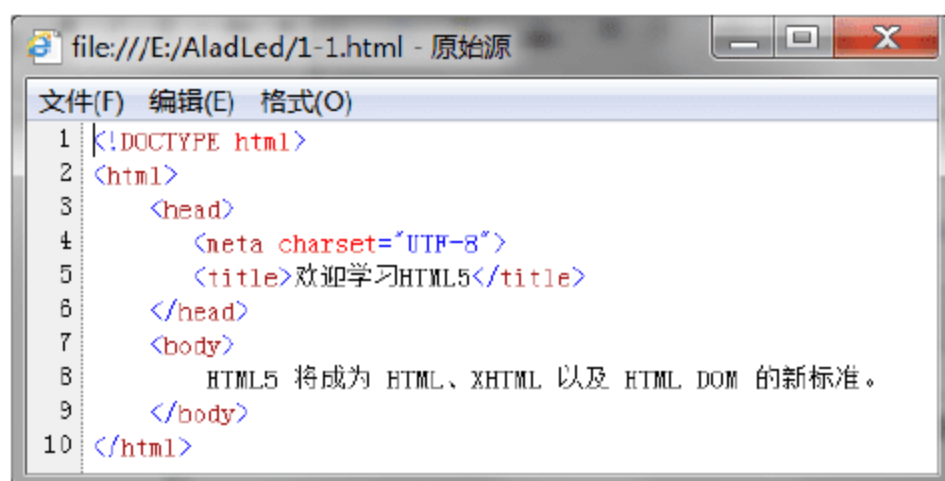 file:///E:/AladLed/1-1.html - 原始源
文件(F) 编辑(E) 格式(O)
1 <!DOCTYPE html>
2 <html>
3 <head>
4 <meta charset="UTF-8">
5 <title>欢迎学习HTML5</title>
6 </head>
7 <body>
8 HTML5 将成为 HTML、XHTML 以及 HTML DOM 的新标准。
9 </body>
10 </html>